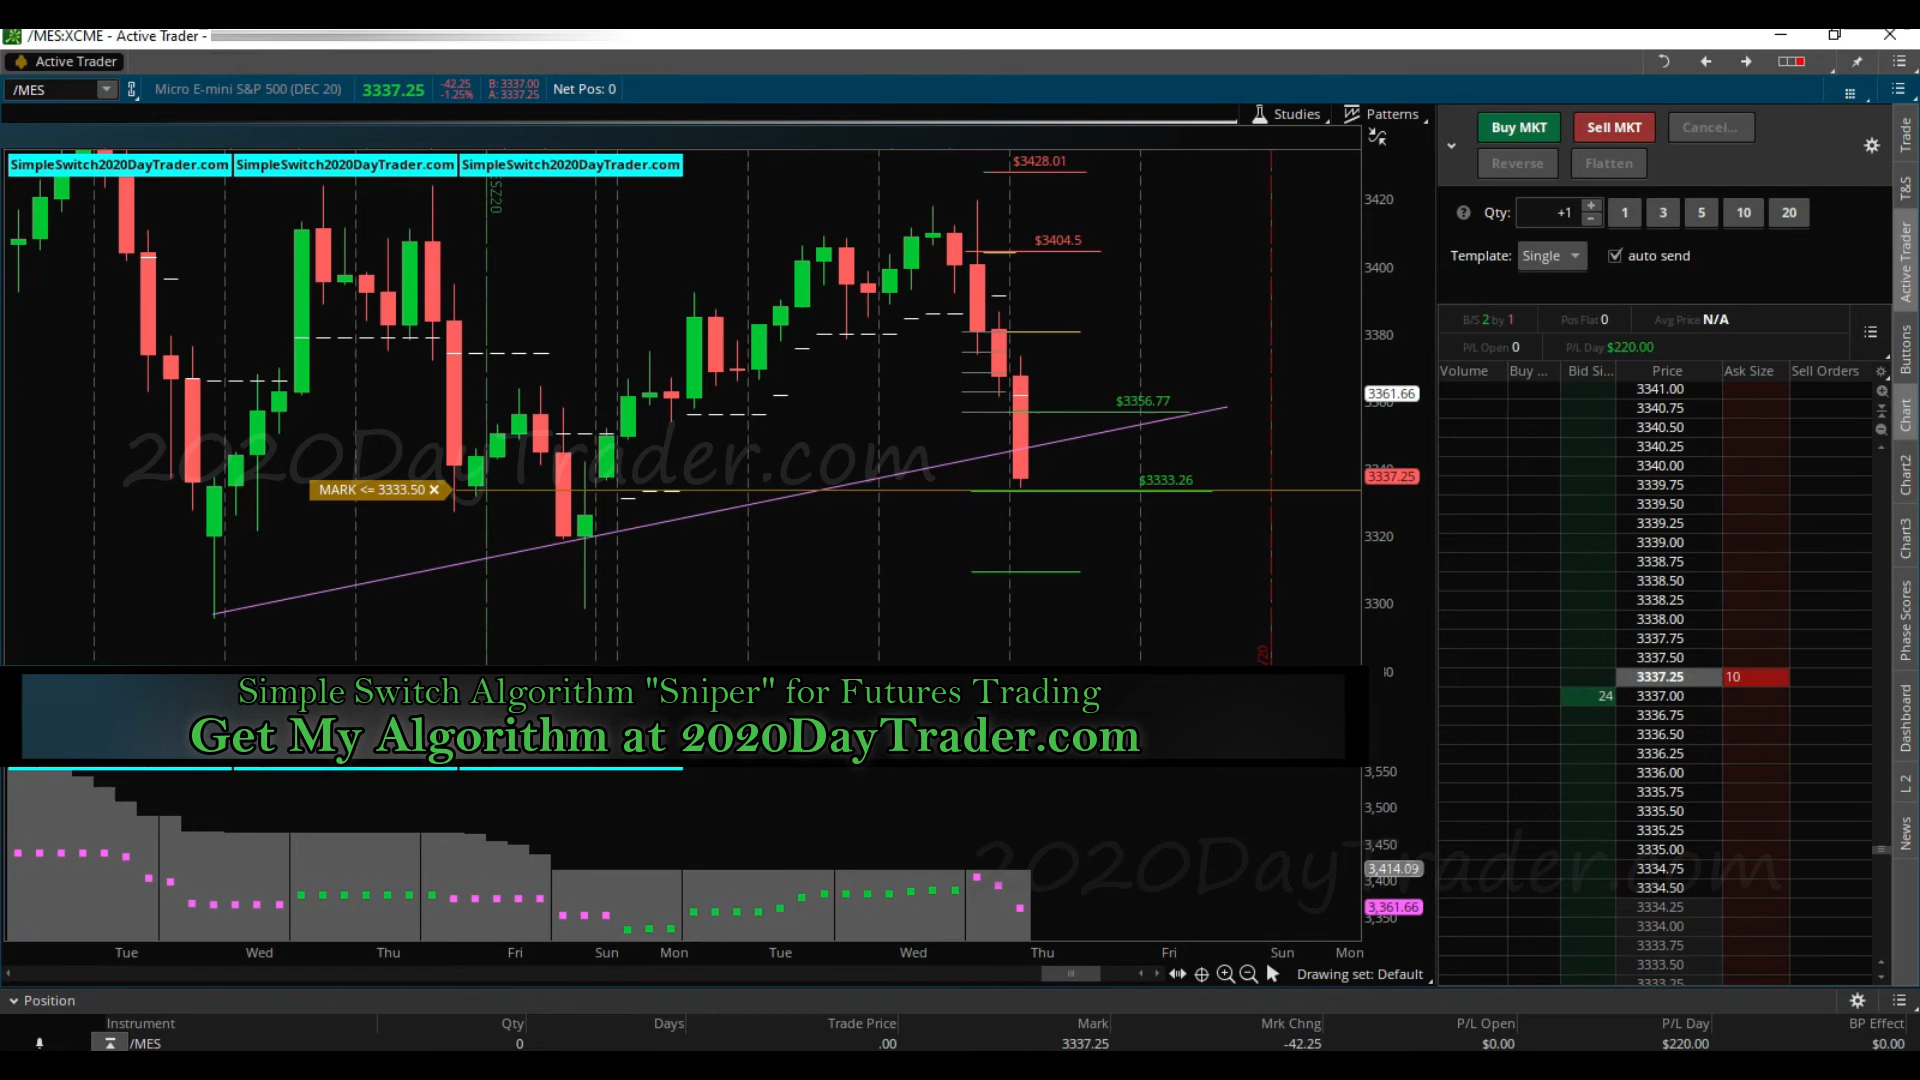 /MES:XCME - Active Trader -
Active Trader
/MES
Micro E-mini S&P 500 (DEC 20)
3337.25
-42.25
-1.25%
B: 3337.00
A: 3337.25
Net Pos: 0
Studies
Patterns
SimpleSwitch2020DayTrader.com SimpleSwitch2020DayTrader.com SimpleSwitch2020DayTrader.com
$3428.01
$3404.5
$3356.77
$3333.26
MARK <= 3333.50 ×
2020DayTrader.com
3420
3400
3380
3361.66
3337.25
3320
3300
Simple Switch Algorithm "Sniper" for Futures Trading
Get My Algorithm at 2020DayTrader.com
3,550
3,500
3,450
3,414.09
3,400
3,361.66
3,350
2020DayTrader.com
Tue Wed Thu Fri Sun Mon Tue Wed Thu Fri Sun Mon
Drawing set: Default
Buy MKT
Sell MKT
Cancel...
Reverse
Flatten
Qty: +1 1 3 5 10 20
Template: Single auto send
B/S 2 by 1 Pos Flat 0 Avg Price N/A
P/L Open 0 P/L Day $220.00
Volume Buy ... Bid Si... Price Ask Size Sell Orders
3341.00
3340.75
3340.50
3340.25
3340.00
3339.75
3339.50
3339.25
3339.00
3338.75
3338.50
3338.25
3338.00
3337.75
3337.50
3337.25 10
24 3337.00
3336.75
3336.50
3336.25
3336.00
3335.75
3335.50
3335.25
3335.00
3334.75
3334.50
3334.25
3334.00
3333.75
3333.50
3333.25
Trade
T&S
Active Trader
Buttons
Chart
Chart2
Chart3
Phase Scores
Dashboard
L 2
News
Position
Instrument Qty Days Trade Price Mark Mrk Chng P/L Open P/L Day BP Effect
/MES 0 .00 3337.25 -42.25 $0.00 $220.00 $0.00